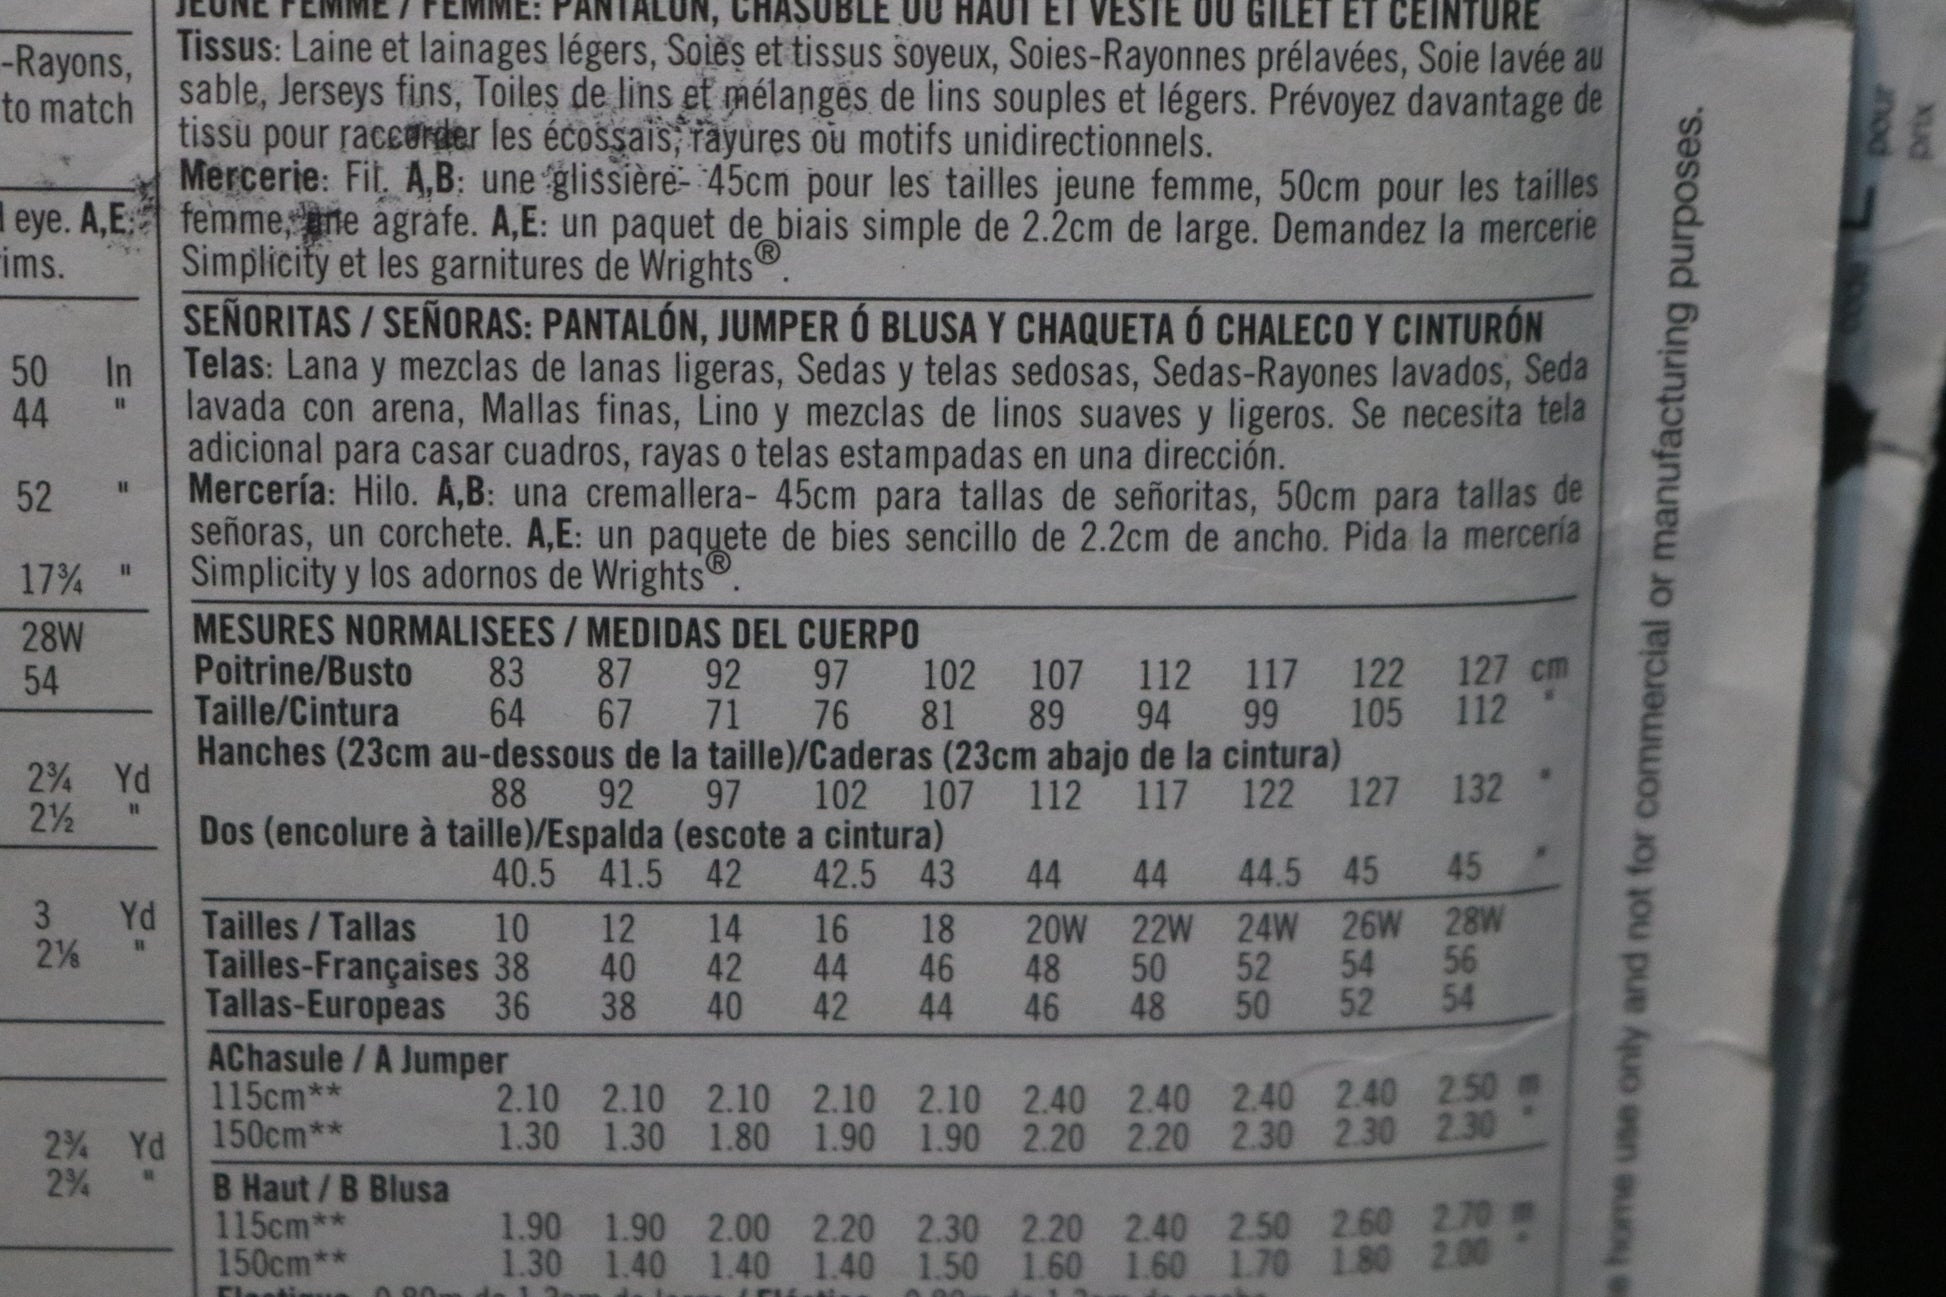 JEUNE FEMME / FEMME: PANTALON, CHASUBLE OU HAUT ET VESTE OU GILET ET CEINTURE
Tissus: Laine et lainages légers, Soies et tissus soyeux, Soies-Rayonnes prélavées, Soie lavée au
sable, Jerseys fins, Toiles de lins et mélanges de lins souples et légers. Prévoyez davantage de
tissu pour raccorder les écossais, rayures ou motifs unidirectionnels.
Mercerie: Fil. A,B: une glissière- 45cm pour les tailles jeune femme, 50cm pour les tailles
femme, une agrafe. A,E: un paquet de biais simple de 2.2cm de large. Demandez la mercerie
Simplicity et les garnitures de Wrights®.
SEÑORITAS / SEÑORAS: PANTALÓN, JUMPER Ó BLUSA Y CHAQUETA Ó CHALECO Y CINTURÓN
Telas: Lana y mezclas de lanas ligeras, Sedas y telas sedosas, Sedas-Rayones lavados, Seda
lavada con arena, Mallas finas, Lino y mezclas de linos suaves y ligeros. Se necesita tela
adicional para casar cuadros, rayas o telas estampadas en una dirección.
Mercería: Hilo. A,B: una cremallera- 45cm para tallas de señoritas, 50cm para tallas de
señoras, un corchete. A,E: un paquete de bies sencillo de 2.2cm de ancho. Pida la mercería
Simplicity y los adornos de Wrights®.
MESURES NORMALISEES / MEDIDAS DEL CUERPO
Poitrine/Busto 83 87 92 97 102 107 112 117 122 127 cm
Taille/Cintura 64 67 71 76 81 89 94 99 105 112 "
Hanches (23cm au-dessous de la taille)/Caderas (23cm abajo de la cintura)
88 92 97 102 107 112 117 122 127 132 "
Dos (encolure à taille)/Espalda (escote a cintura)
40.5 41.5 42 42.5 43 44 44 44.5 45 45 "
Tailles / Tallas 10 12 14 16 18 20W 22W 24W 26W 28W
Tailles-Françaises 38 40 42 44 46 48 50 52 54 56
Tallas-Europeas 36 38 40 42 44 46 48 50 52 54
AChasule / A Jumper
115cm** 2.10 2.10 2.10 2.10 2.10 2.40 2.40 2.40 2.40 2.50 m
150cm** 1.30 1.30 1.80 1.90 1.90 2.20 2.20 2.30 2.30 2.30 "
B Haut / B Blusa
115cm** 1.90 1.90 2.00 2.20 2.30 2.20 2.40 2.50 2.60 2.70 m
150cm** 1.30 1.40 1.40 1.40 1.50 1.60 1.60 1.70 1.80 2.00 "
-Rayons,
to match
eye. A,E:
50 In
44 "
52 "
17¾ "
28W
54
2¾ Yd
2½ "
3 Yd
2⅛ "
2¾ Yd
2¾ "
home use only and not for commercial or manufacturing purposes.
pour
prix